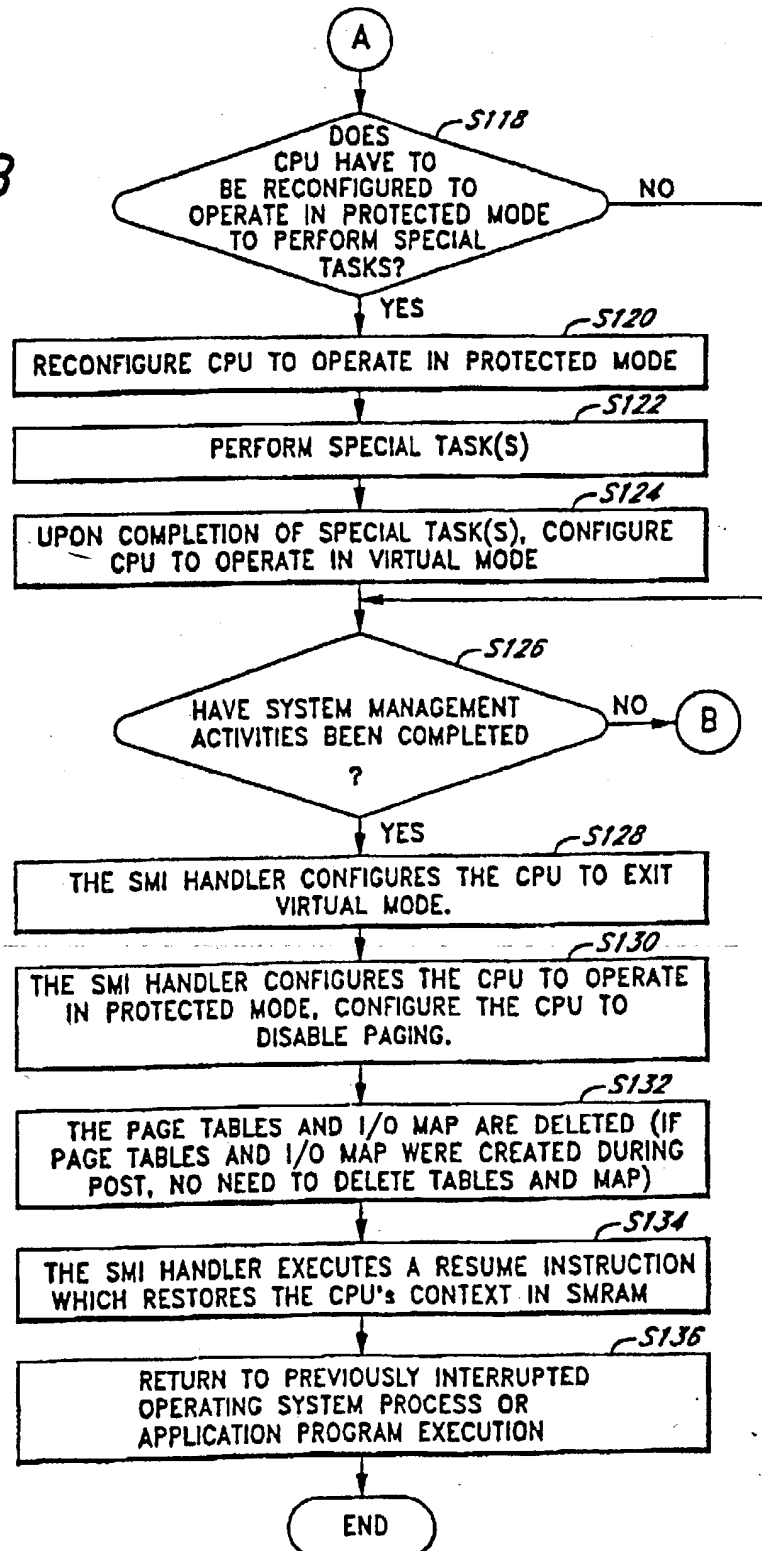 A
S118
DOES
CPU HAVE TO
BE RECONFIGURED TO
OPERATE IN PROTECTED MODE
TO PERFORM SPECIAL
TASKS?
NO
YES
S120
RECONFIGURE CPU TO OPERATE IN PROTECTED MODE
S122
PERFORM SPECIAL TASK(S)
S124
UPON COMPLETION OF SPECIAL TASK(S), CONFIGURE
CPU TO OPERATE IN VIRTUAL MODE
S126
HAVE SYSTEM MANAGEMENT
ACTIVITIES BEEN COMPLETED
?
NO
B
YES
S128
THE SMI HANDLER CONFIGURES THE CPU TO EXIT
VIRTUAL MODE.
S130
THE SMI HANDLER CONFIGURES THE CPU TO OPERATE
IN PROTECTED MODE, CONFIGURE THE CPU TO
DISABLE PAGING.
S132
THE PAGE TABLES AND I/O MAP ARE DELETED (IF
PAGE TABLES AND I/O MAP WERE CREATED DURING
POST, NO NEED TO DELETE TABLES AND MAP)
S134
THE SMI HANDLER EXECUTES A RESUME INSTRUCTION
WHICH RESTORES THE CPU's CONTEXT IN SMRAM
S136
RETURN TO PREVIOUSLY INTERRUPTED
OPERATING SYSTEM PROCESS OR
APPLICATION PROGRAM EXECUTION
END